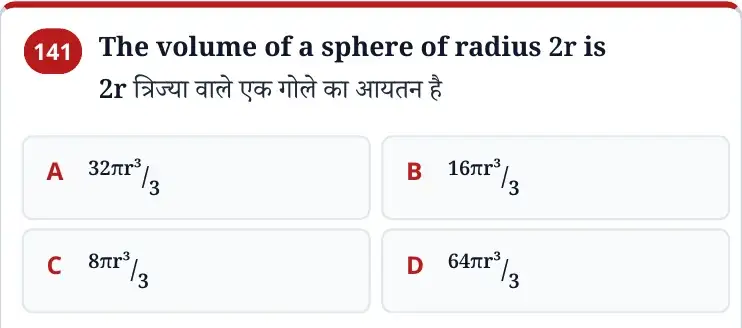 141 The volume of a sphere of radius 2r is
2r त्रिज्या वाले एक गोले का आयतन है
A 32πr³/3
B 16πr³/3
C 8πr³/3
D 64πr³/3